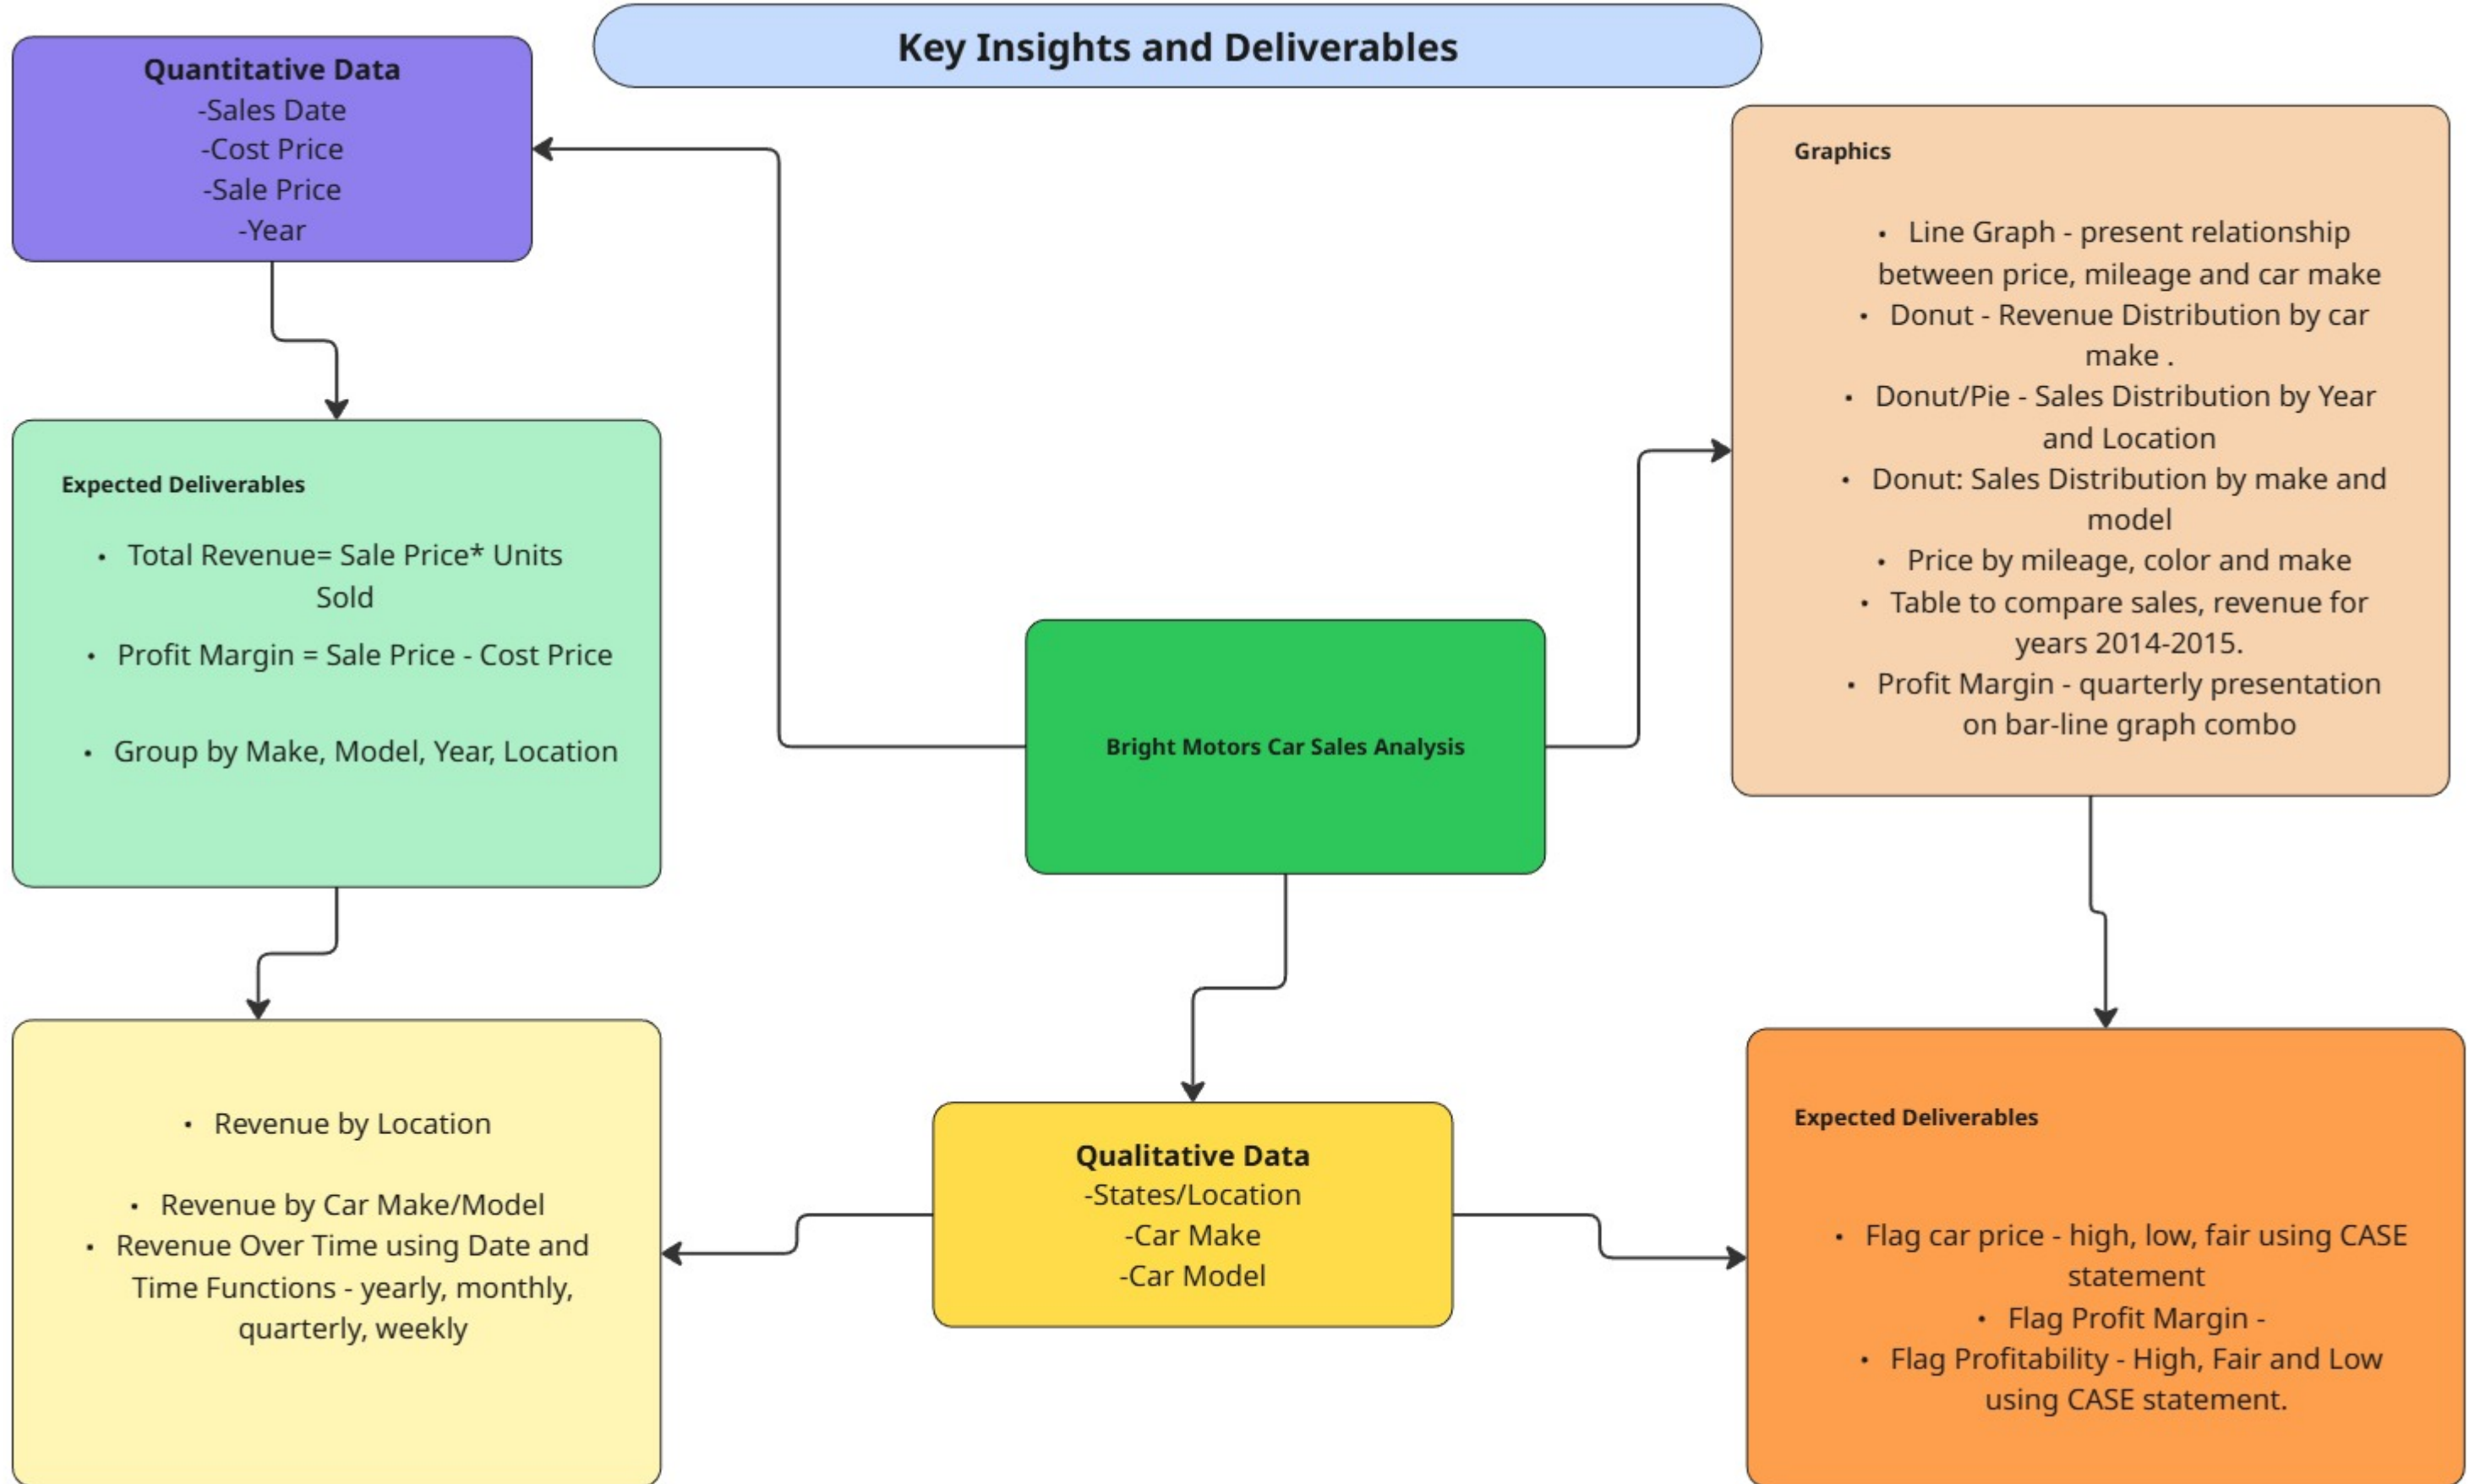 Key Insights and Deliverables
Quantitative Data
-Sales Date
-Cost Price
-Sale Price
-Year
Expected Deliverables
• Total Revenue= Sale Price* Units
Sold
• Profit Margin = Sale Price - Cost Price
• Group by Make, Model, Year, Location
• Revenue by Location
• Revenue by Car Make/Model
• Revenue Over Time using Date and
Time Functions - yearly, monthly,
quarterly, weekly
Bright Motors Car Sales Analysis
Qualitative Data
-States/Location
-Car Make
-Car Model
Graphics
• Line Graph - present relationship
between price, mileage and car make
• Donut - Revenue Distribution by car
make .
• Donut/Pie - Sales Distribution by Year
and Location
• Donut: Sales Distribution by make and
model
• Price by mileage, color and make
• Table to compare sales, revenue for
years 2014-2015.
• Profit Margin - quarterly presentation
on bar-line graph combo
Expected Deliverables
• Flag car price - high, low, fair using CASE
statement
• Flag Profit Margin -
• Flag Profitability - High, Fair and Low
using CASE statement.